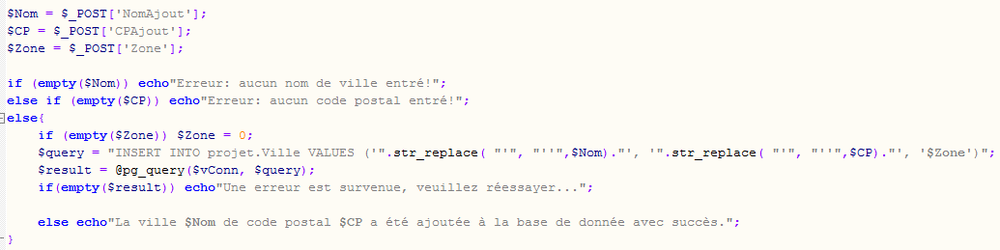 $Nom = $_POST['NomAjout'];
$CP = $_POST['CPAjout'];
$Zone = $_POST['Zone'];
if (empty($Nom)) echo"Erreur: aucun nom de ville entré!";
else if (empty($CP)) echo"Erreur: aucun code postal entré!";
else{
if (empty($Zone)) $Zone = 0;
$query = "INSERT INTO projet.Ville VALUES ('".str_replace( "'", "''",$Nom)."', '".str_replace( "'", "''",$CP)."', '$Zone')";
$result = @pg_query($vConn, $query);
if(empty($result)) echo"Une erreur est survenue, veuillez réessayer...";
else echo"La ville $Nom de code postal $CP a été ajoutée à la base de donnée avec succès.";
}